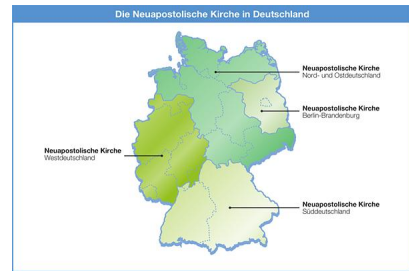 Die Neuapostolische Kirche in Deutschland
Neuapostolische Kirche
Nord- und Ostdeutschland
Neuapostolische Kirche
Berlin-Brandenburg
Neuapostolische Kirche
Westdeutschland
Neuapostolische Kirche
Süddeutschland